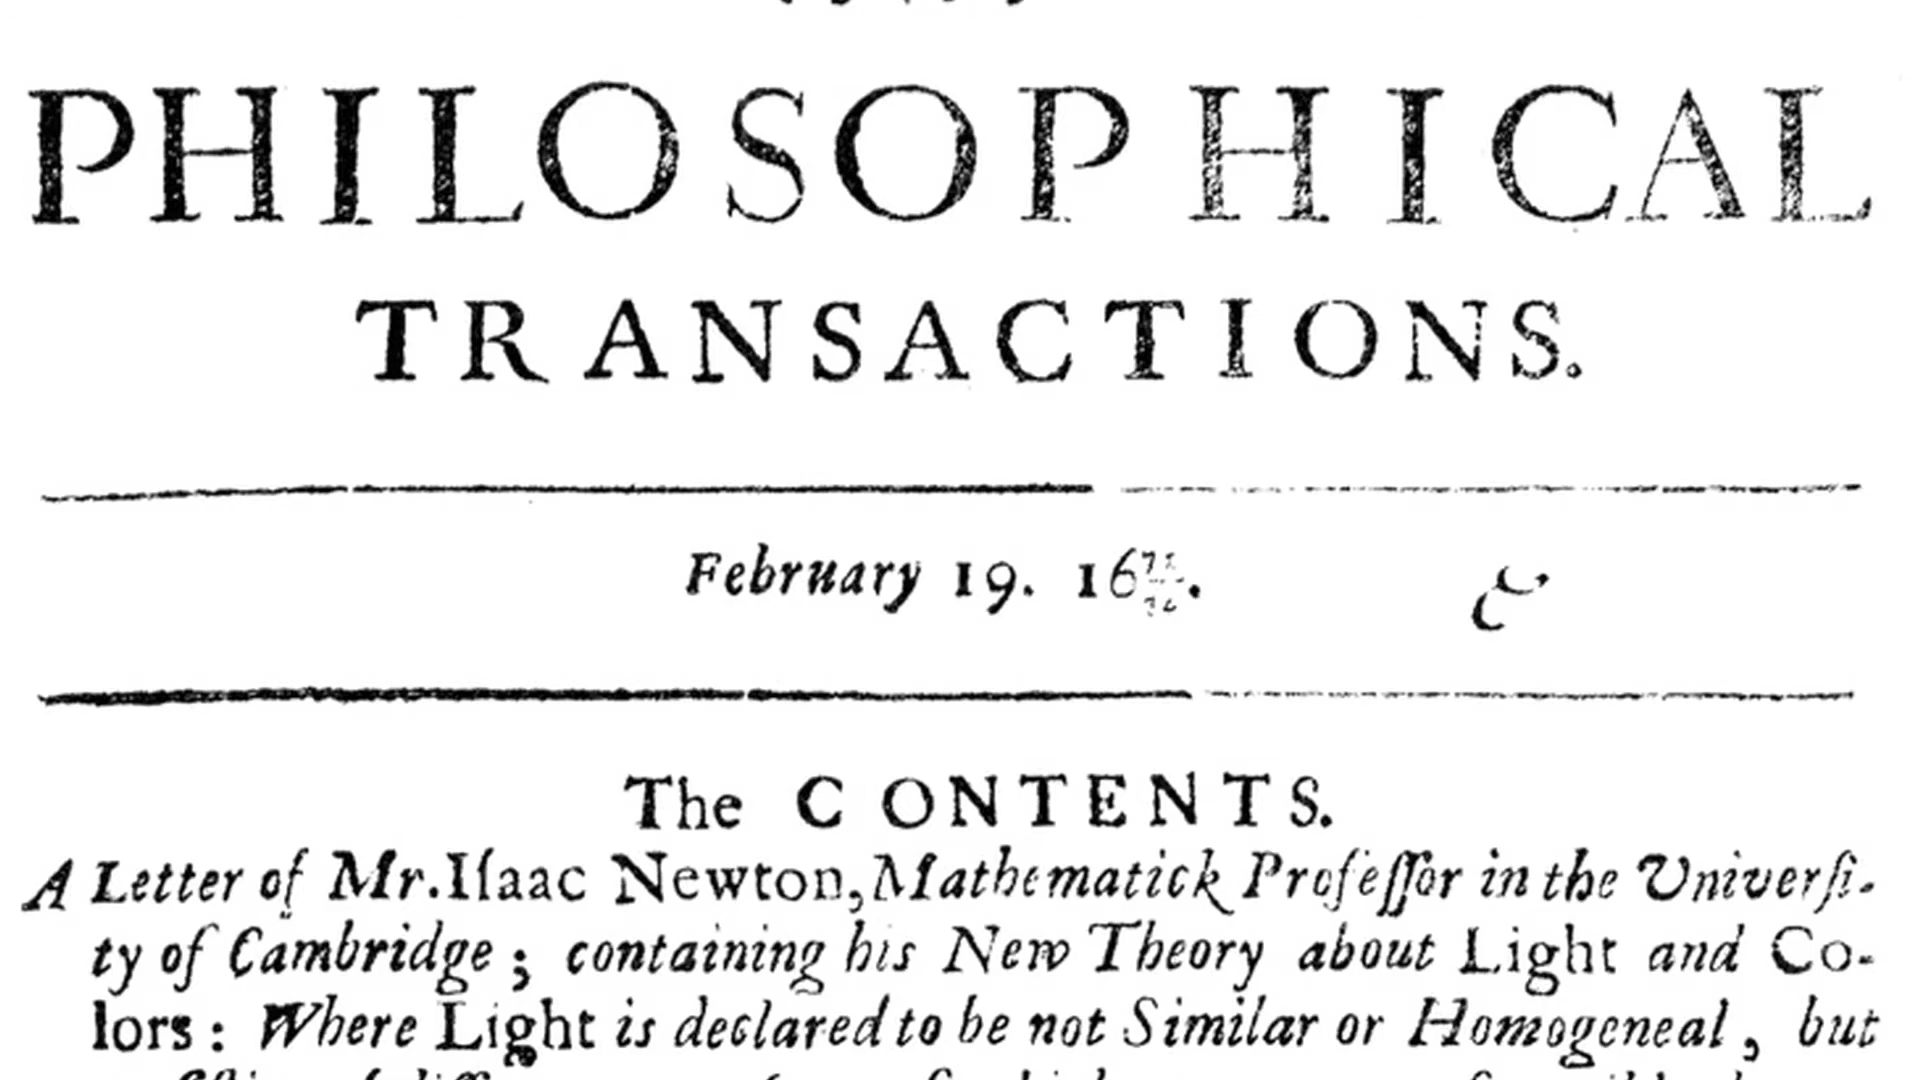 PHILOSOPHICAL
TRANSACTIONS.
February 19. 167½.
The CONTENTS.
A Letter of Mr. Iſaac Newton, Mathematick Profeſſor in the Univerſi-
ty of Cambridge; containing his New Theory about Light and Co-
lors: Where Light is declared to be not Similar or Homogeneal, but